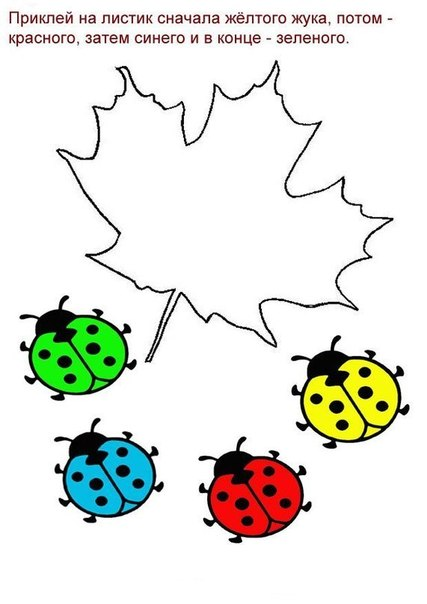 Приклей на листик сначала жёлтого жука, потом -
красного, затем синего и в конце - зеленого.